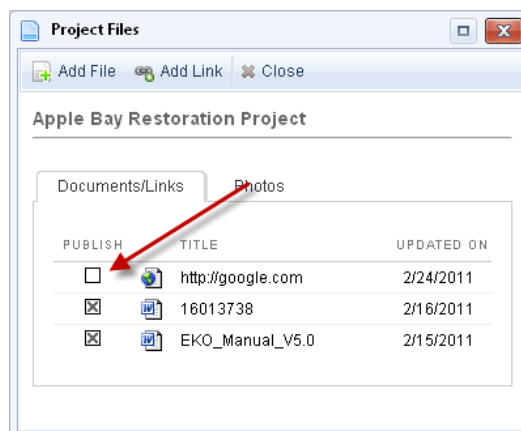 Project Files
Add File Add Link Close
Apple Bay Restoration Project
Documents/Links Photos
PUBLISH TITLE UPDATED ON
http://google.com 2/24/2011
16013738 2/16/2011
EKO_Manual_V5.0 2/15/2011